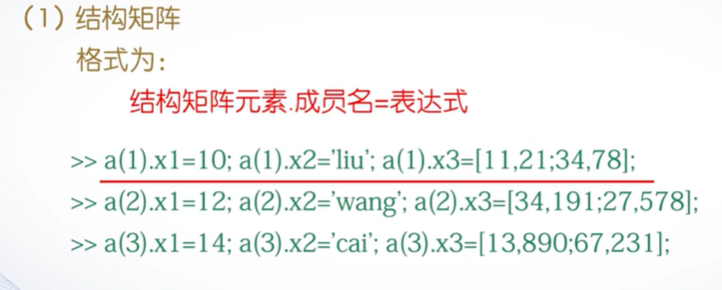 （1）结构矩阵
格式为：
结构矩阵元素.成员名=表达式
>> a(1).x1=10; a(1).x2='liu'; a(1).x3=[11,21;34,78];
>> a(2).x1=12; a(2).x2='wang'; a(2).x3=[34,191;27,578];
>> a(3).x1=14; a(3).x2='cai'; a(3).x3=[13,890;67,231];